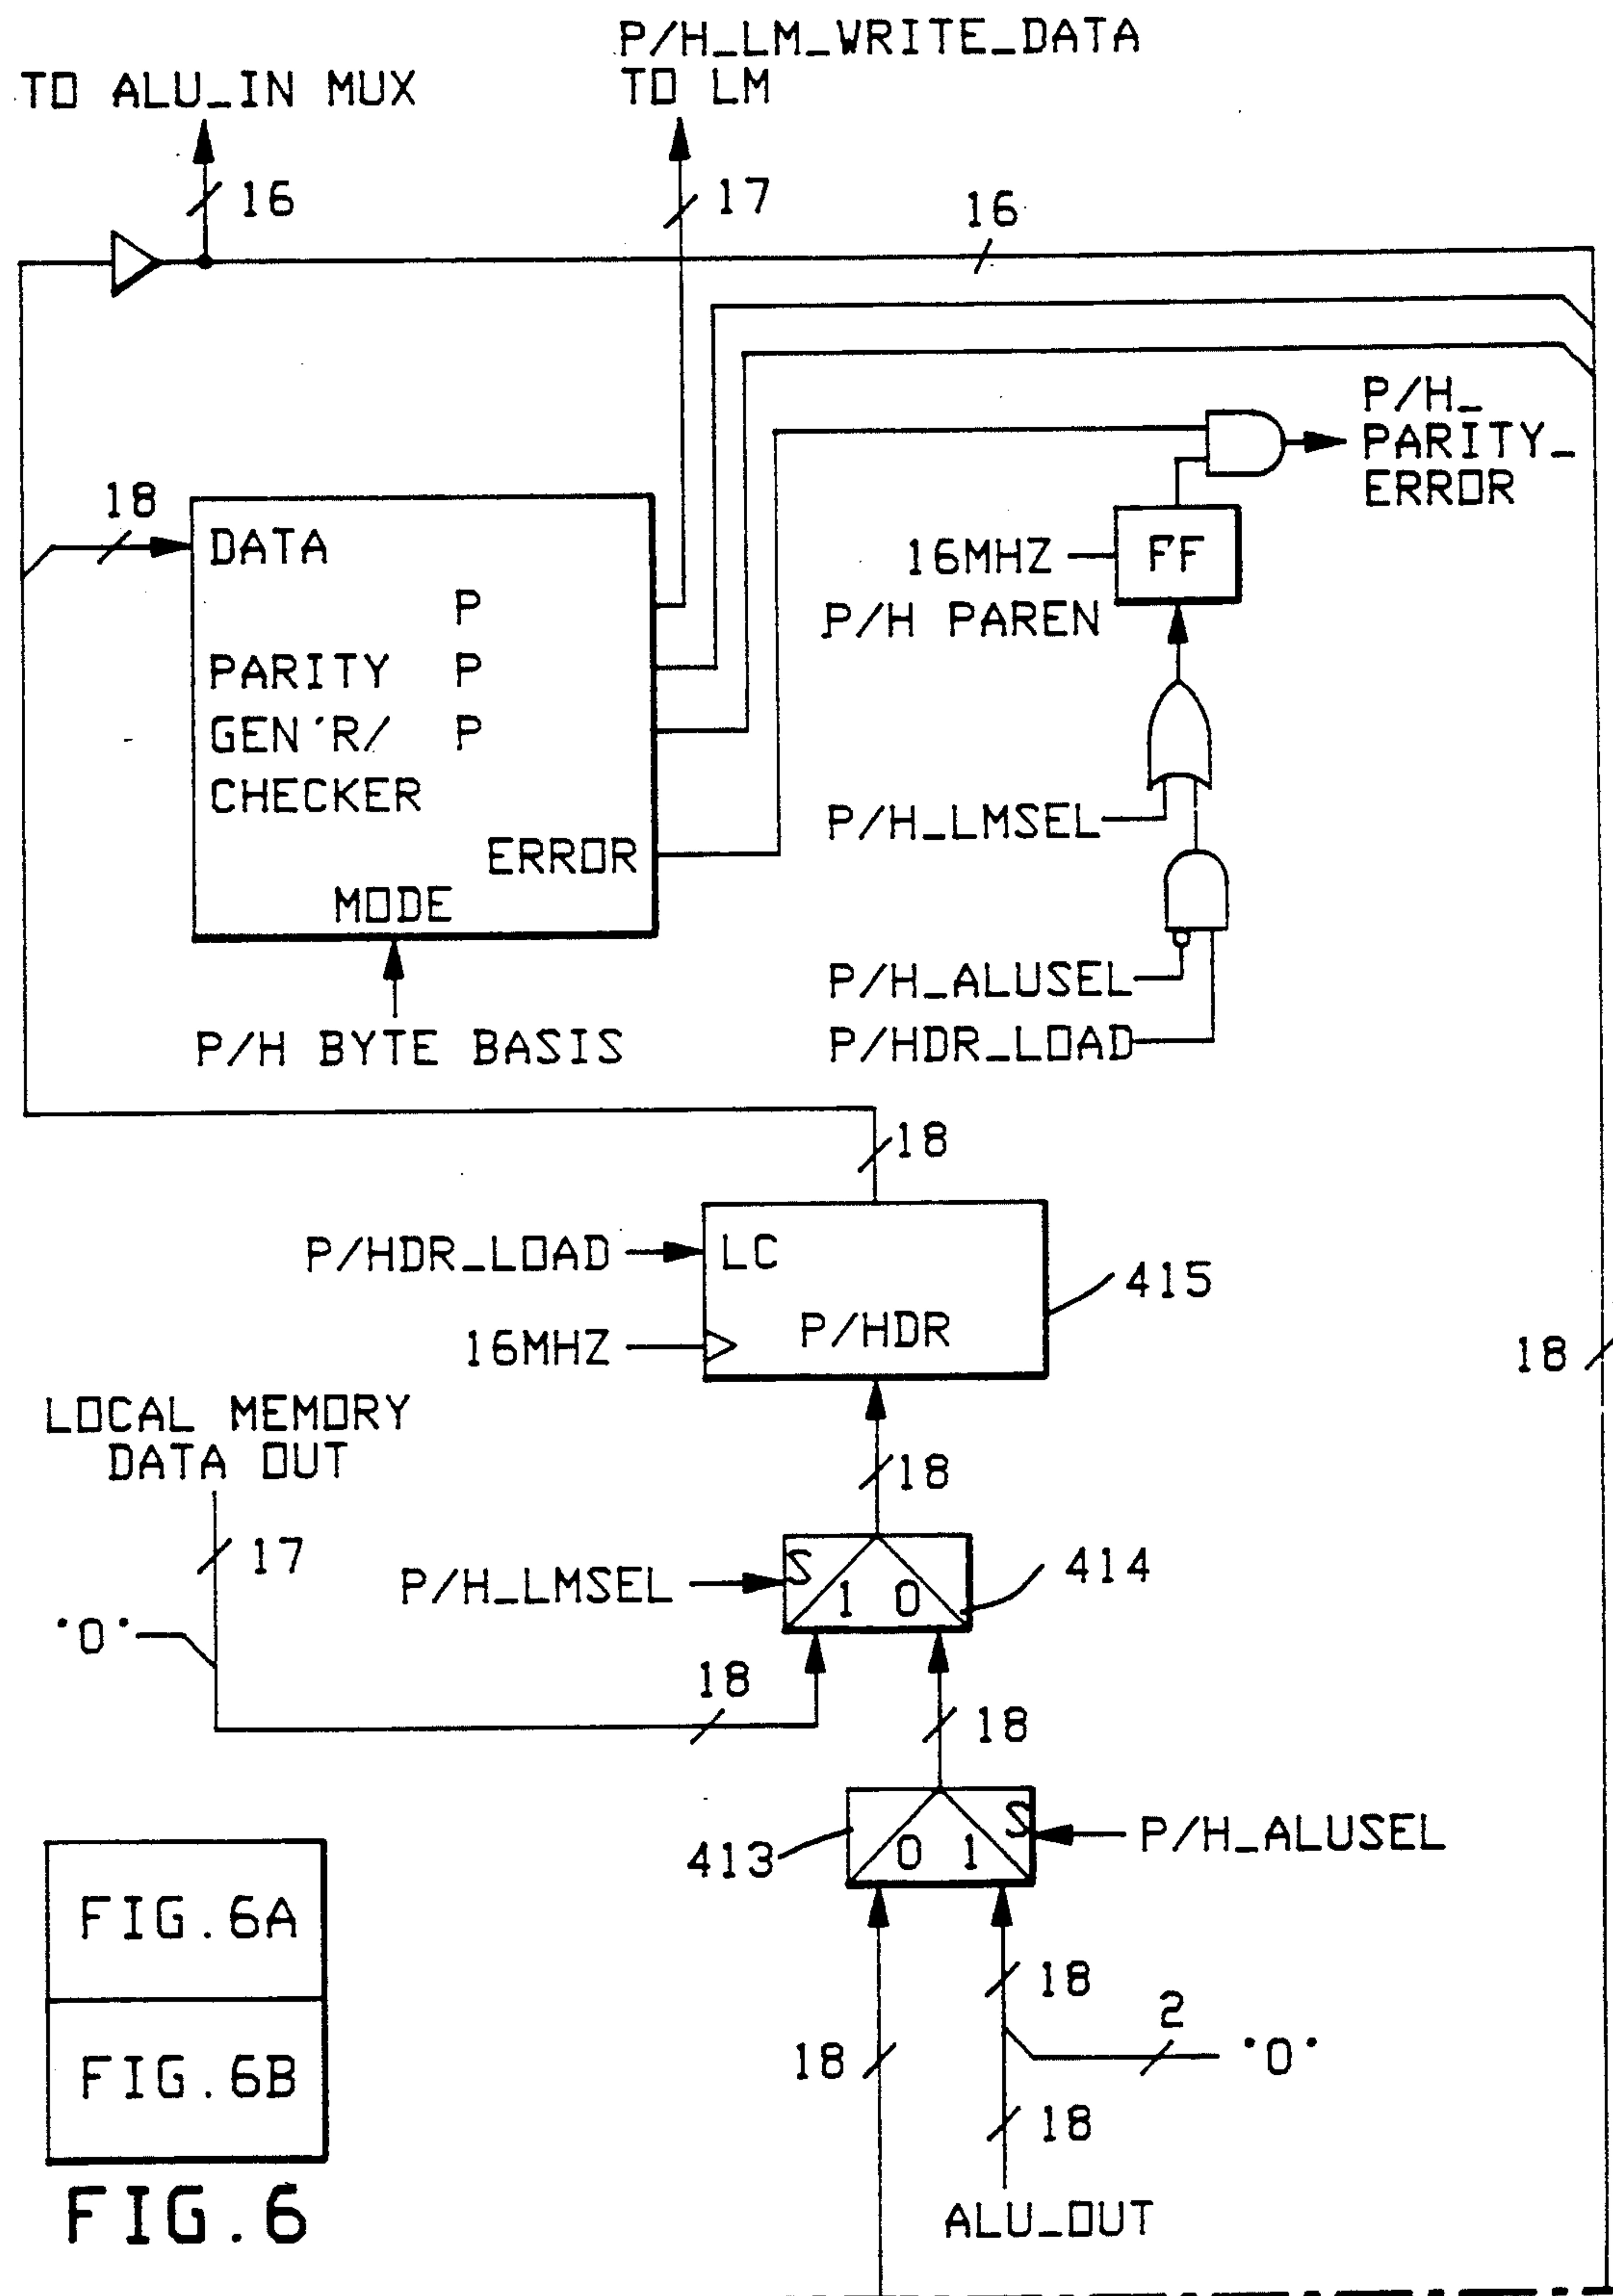 P/H_LM_WRITE_DATA
TO ALU_IN MUX
TO LM
16
17
16
P/H_
PARITY_
ERROR
18
DATA
16MHZ
FF
P
P/H PAREN
PARITY P
GEN'R/ P
CHECKER
P/H_LMSEL
ERROR
MODE
P/H_ALUSEL
P/H BYTE BASIS
P/HDR_LOAD
18
P/HDR_LOAD
LC
415
P/HDR
16MHZ
18
LOCAL MEMORY
DATA OUT
18
17
P/H_LMSEL
S
1 0
414
"0"
18
18
S
P/H_ALUSEL
413
0 1
FIG.6A
18
2
"0"
18
FIG.6B
18
FIG.6
ALU_OUT